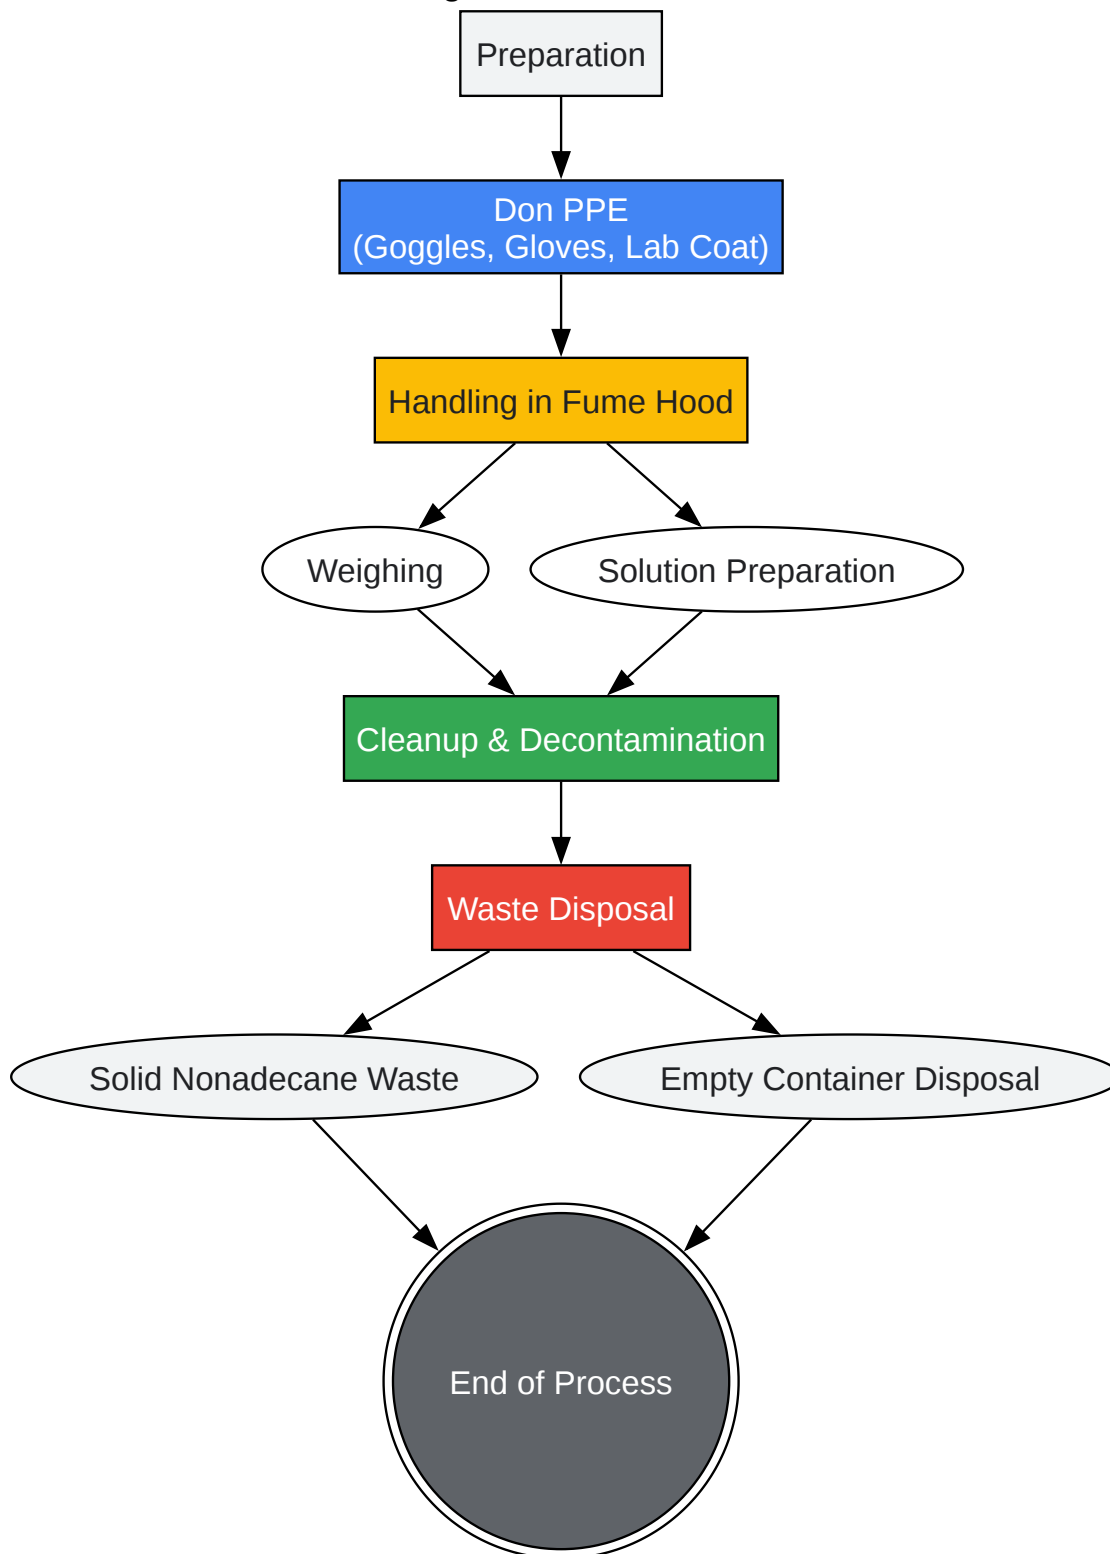 Preparation
Don PPE
(Goggles, Gloves, Lab Coat)
Handling in Fume Hood
Weighing
Solution Preparation
Cleanup & Decontamination
Waste Disposal
Solid Nonadecane Waste
Empty Container Disposal
End of Process